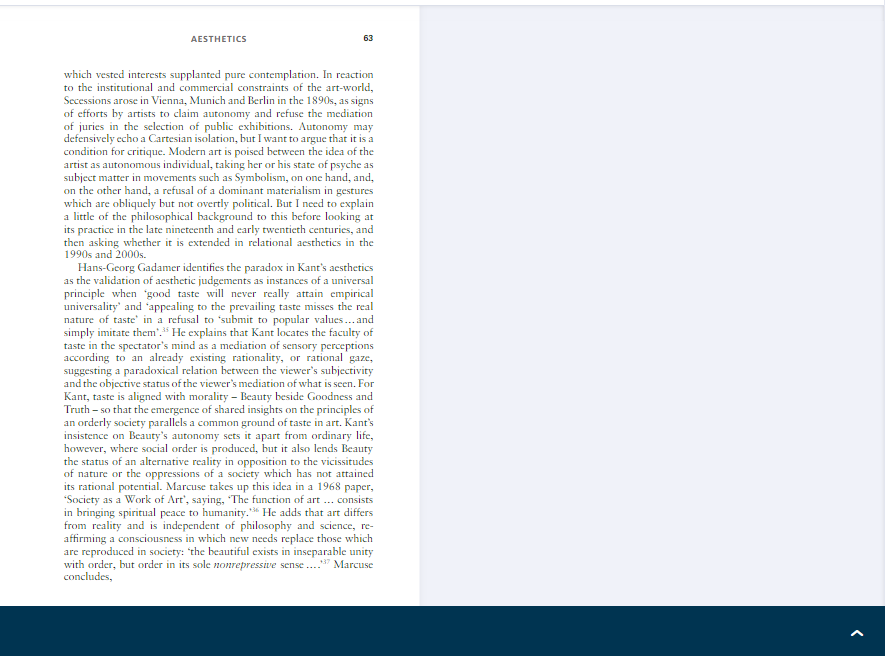 AESTHETICS 63
which vested interests supplanted pure contemplation. In reaction
to the institutional and commercial constraints of the art-world,
Secessions arose in Vienna, Munich and Berlin in the 1890s, as signs
of efforts by artists to claim autonomy and refuse the mediation
of juries in the selection of public exhibitions. Autonomy may
defensively echo a Cartesian isolation, but I want to argue that it is a
condition for critique. Modern art is poised between the idea of the
artist as autonomous individual, taking her or his state of psyche as
subject matter in movements such as Symbolism, on one hand, and,
on the other hand, a refusal of a dominant materialism in gestures
which are obliquely but not overtly political. But I need to explain
a little of the philosophical background to this before looking at
its practice in the late nineteenth and early twentieth centuries, and
then asking whether it is extended in relational aesthetics in the
1990s and 2000s.
Hans-Georg Gadamer identifies the paradox in Kant's aesthetics
as the validation of aesthetic judgements as instances of a universal
principle when 'good taste will never really attain empirical
universality' and 'appealing to the prevailing taste misses the real
nature of taste' in a refusal to 'submit to popular values ... and
simply imitate them'.³⁵ He explains that Kant locates the faculty of
taste in the spectator's mind as a mediation of sensory perceptions
according to an already existing rationality, or rational gaze,
suggesting a paradoxical relation between the viewer's subjectivity
and the objective status of the viewer's mediation of what is seen. For
Kant, taste is aligned with morality – Beauty beside Goodness and
Truth – so that the emergence of shared insights on the principles of
an orderly society parallels a common ground of taste in art. Kant's
insistence on Beauty's autonomy sets it apart from ordinary life,
however, where social order is produced, but it also lends Beauty
the status of an alternative reality in opposition to the vicissitudes
of nature or the oppressions of a society which has not attained
its rational potential. Marcuse takes up this idea in a 1968 paper,
'Society as a Work of Art', saying, 'The function of art ... consists
in bringing spiritual peace to humanity.'³⁶ He adds that art differs
from reality and is independent of philosophy and science, re-
affirming a consciousness in which new needs replace those which
are reproduced in society: 'the beautiful exists in inseparable unity
with order, but order in its sole nonrepressive sense ....'³⁷ Marcuse
concludes,